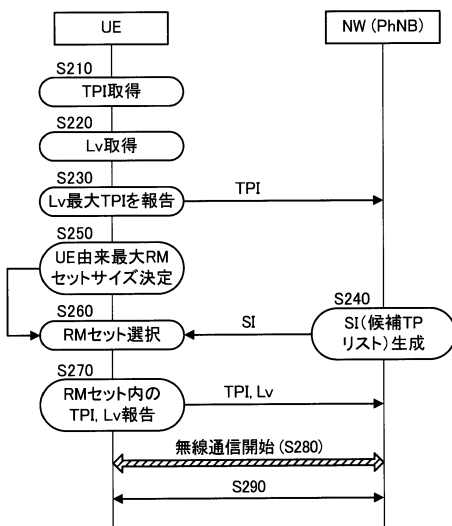 UE
NW (PhNB)
S210
TPI取得
S220
Lv取得
S230
Lv最大TPIを報告
TPI
S250
UE由来最大RM
セットサイズ決定
S240
SI(候補TP
リスト)生成
S260
RMセット選択
SI
S270
RMセット内の
TPI, Lv報告
TPI, Lv
無線通信開始 (S280)
S290